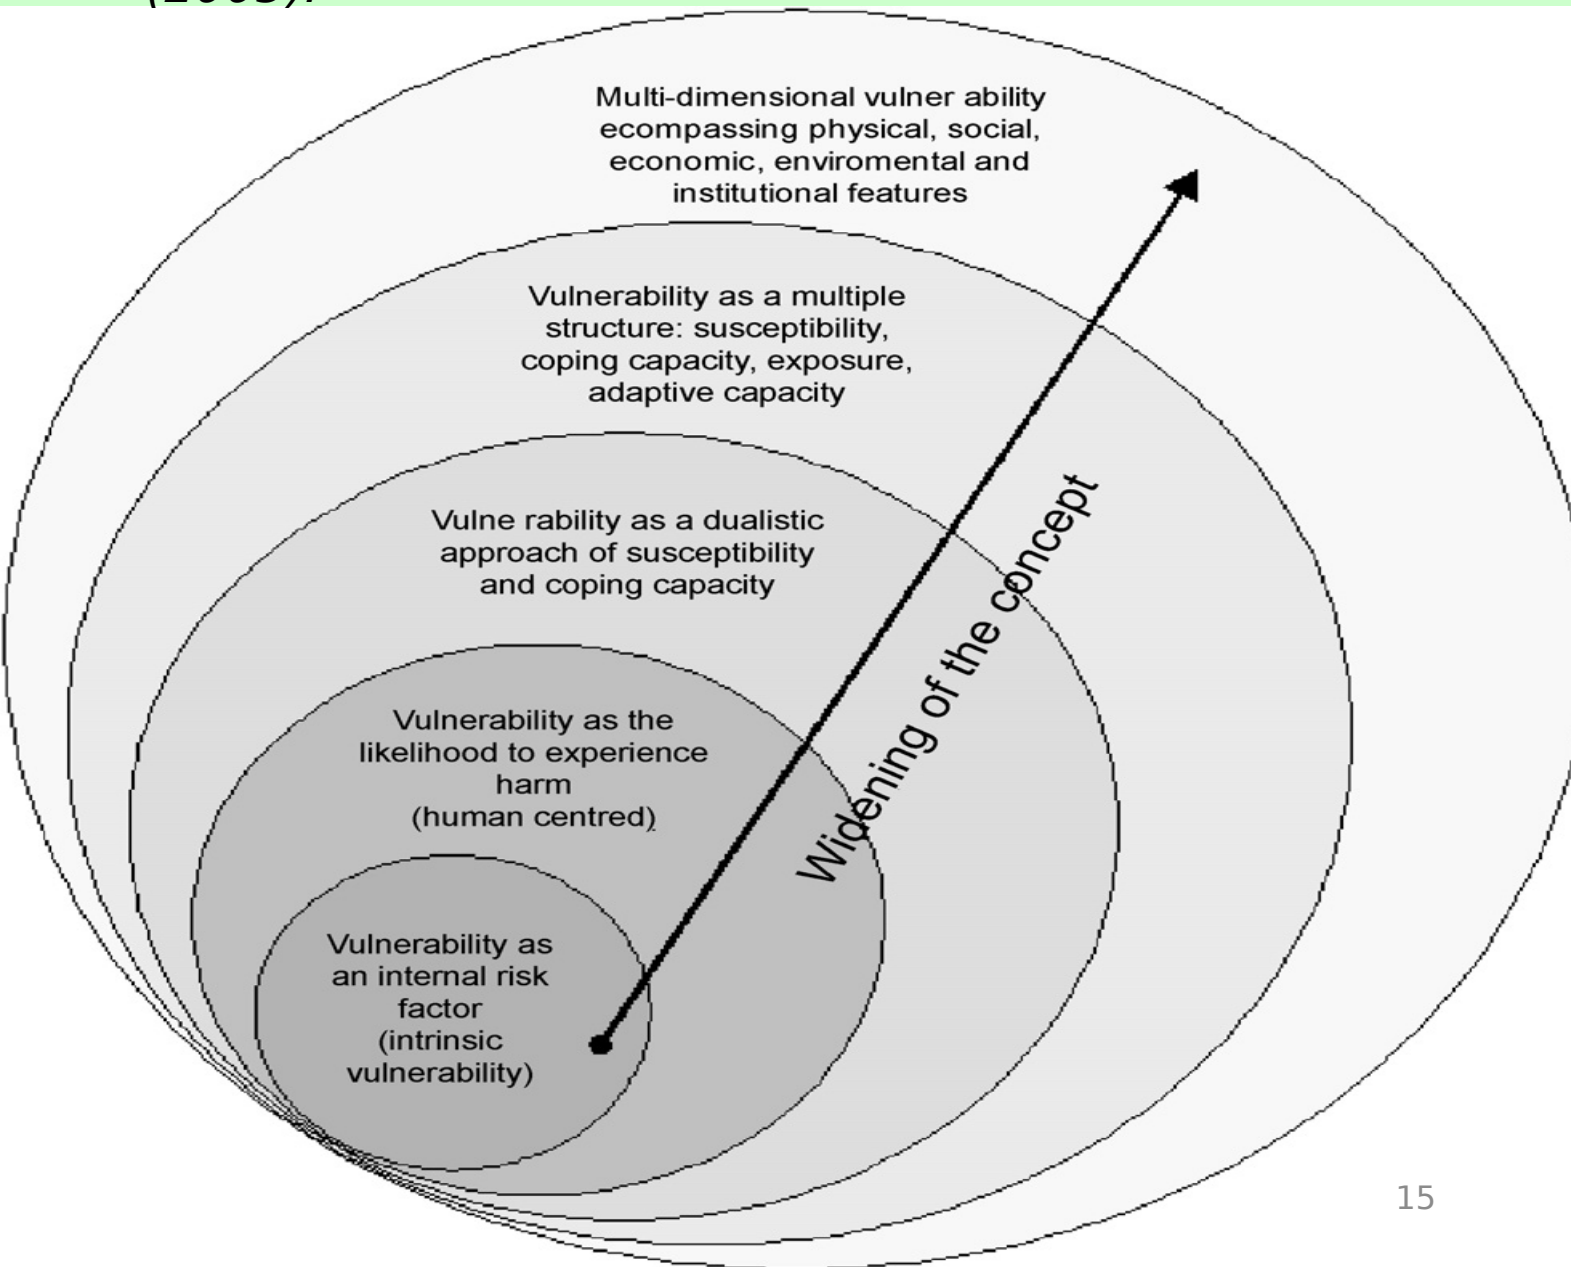 (2005).
Multi-dimensional vulner ability
ecompassing physical, social,
economic, enviromental and
institutional features
Vulnerability as a multiple
structure: susceptibility,
coping capacity, exposure,
adaptive capacity
Vulne rability as a dualistic
approach of susceptibility
and coping capacity
Widening of the concept
Vulnerability as the
likelihood to experience
harm
(human centred)
Vulnerability as
an internal risk
factor
(intrinsic
vulnerability)
15